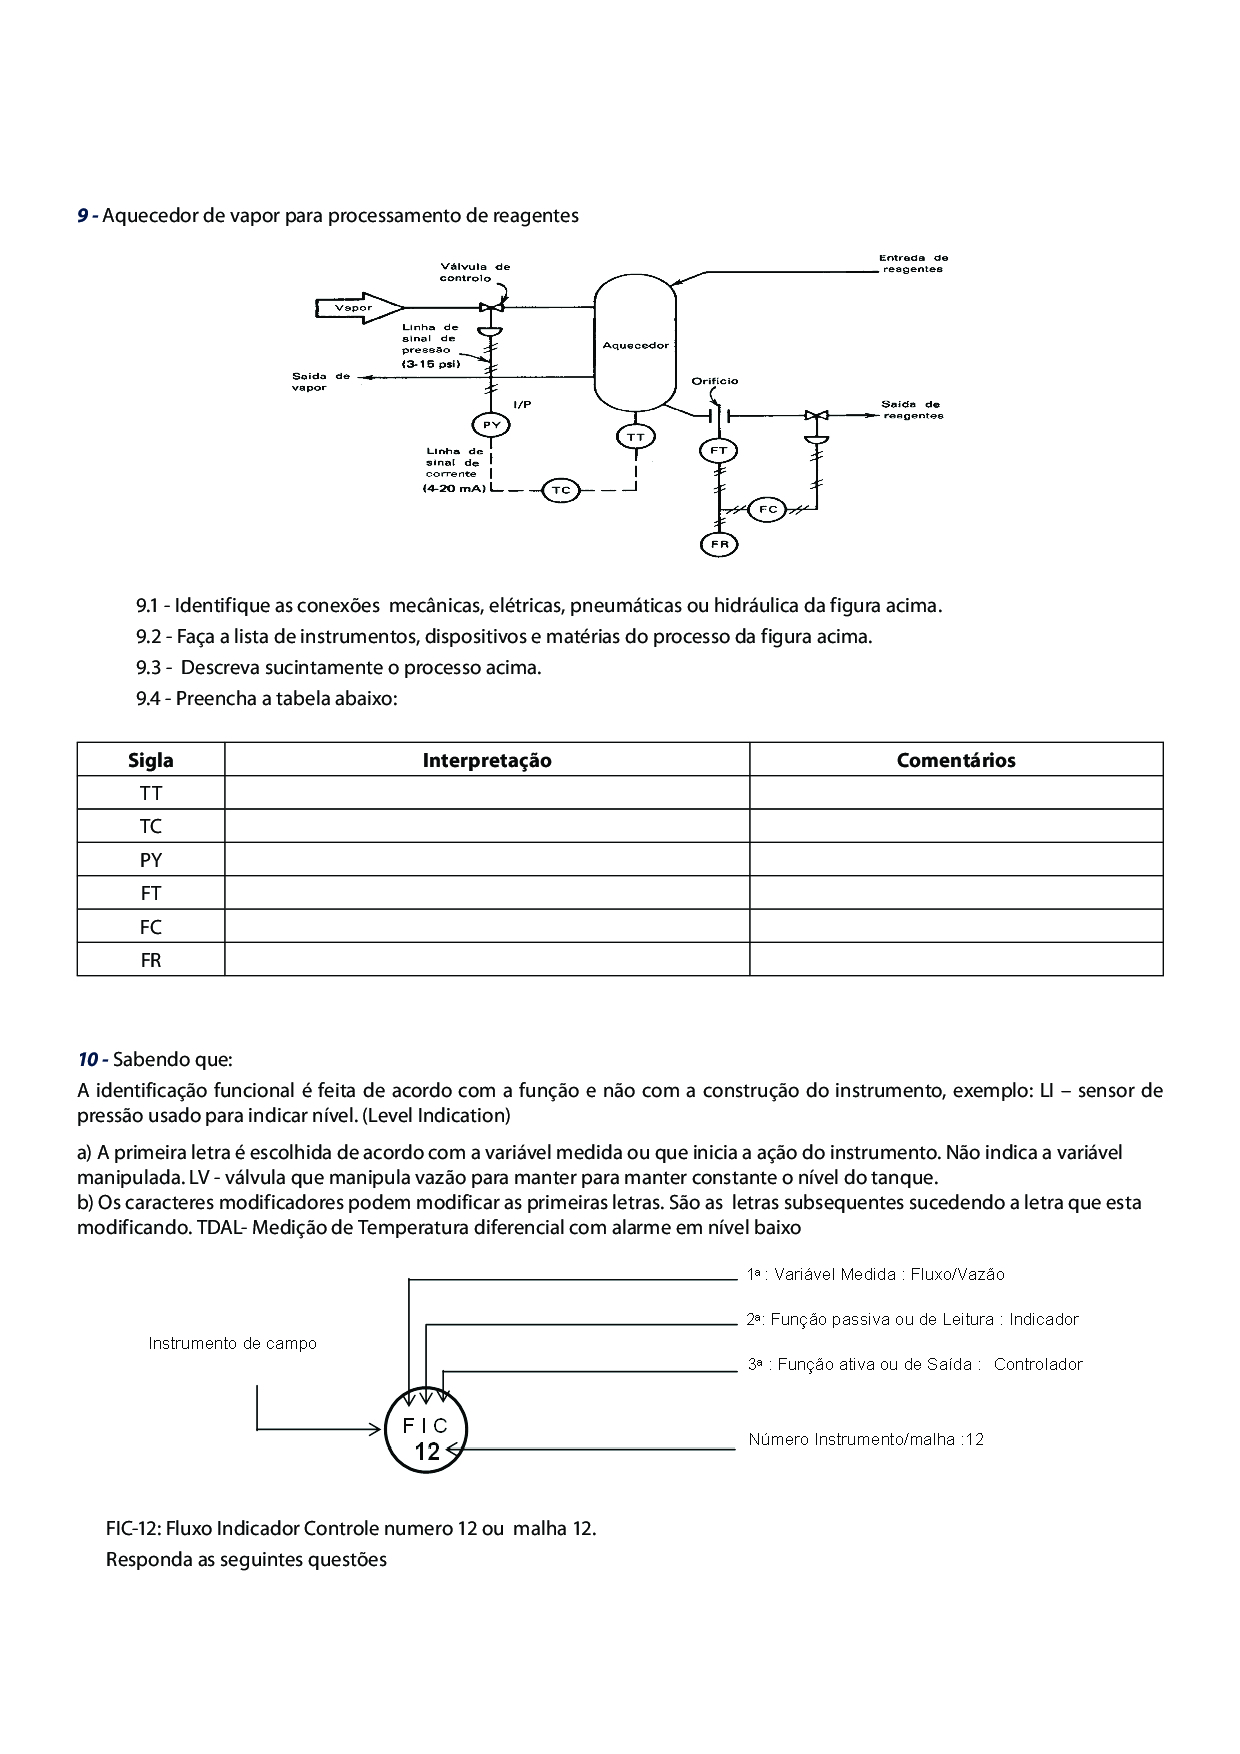 9 - Aquecedor de vapor para processamento de reagentes
Entrada de
reagentes
Válvula de
controlo
Vapor
Linha de
sinal de
pressão
(3-15 psi)
Aquecedor
Saída de
vapor
Orifício
I/P
Saída de
reagentes
PY
TT
FT
Linha de
sinal de
corrente
(4-20 mA)
TC
FC
FR
9.1 - Identifique as conexões mecânicas, elétricas, pneumáticas ou hidráulica da figura acima.
9.2 - Faça a lista de instrumentos, dispositivos e matérias do processo da figura acima.
9.3 - Descreva sucintamente o processo acima.
9.4 - Preencha a tabela abaixo:
Sigla Interpretação Comentários
TT
TC
PY
FT
FC
FR
10 - Sabendo que:
A identificação funcional é feita de acordo com a função e não com a construção do instrumento, exemplo: LI – sensor de
pressão usado para indicar nível. (Level Indication)
a) A primeira letra é escolhida de acordo com a variável medida ou que inicia a ação do instrumento. Não indica a variável
manipulada. LV - válvula que manipula vazão para manter para manter constante o nível do tanque.
b) Os caracteres modificadores podem modificar as primeiras letras. São as letras subsequentes sucedendo a letra que esta
modificando. TDAL- Medição de Temperatura diferencial com alarme em nível baixo
1ª : Variável Medida : Fluxo/Vazão
2ª: Função passiva ou de Leitura : Indicador
Instrumento de campo
3ª : Função ativa ou de Saída : Controlador
F I C
12
Número Instrumento/malha :12
FIC-12: Fluxo Indicador Controle numero 12 ou malha 12.
Responda as seguintes questões